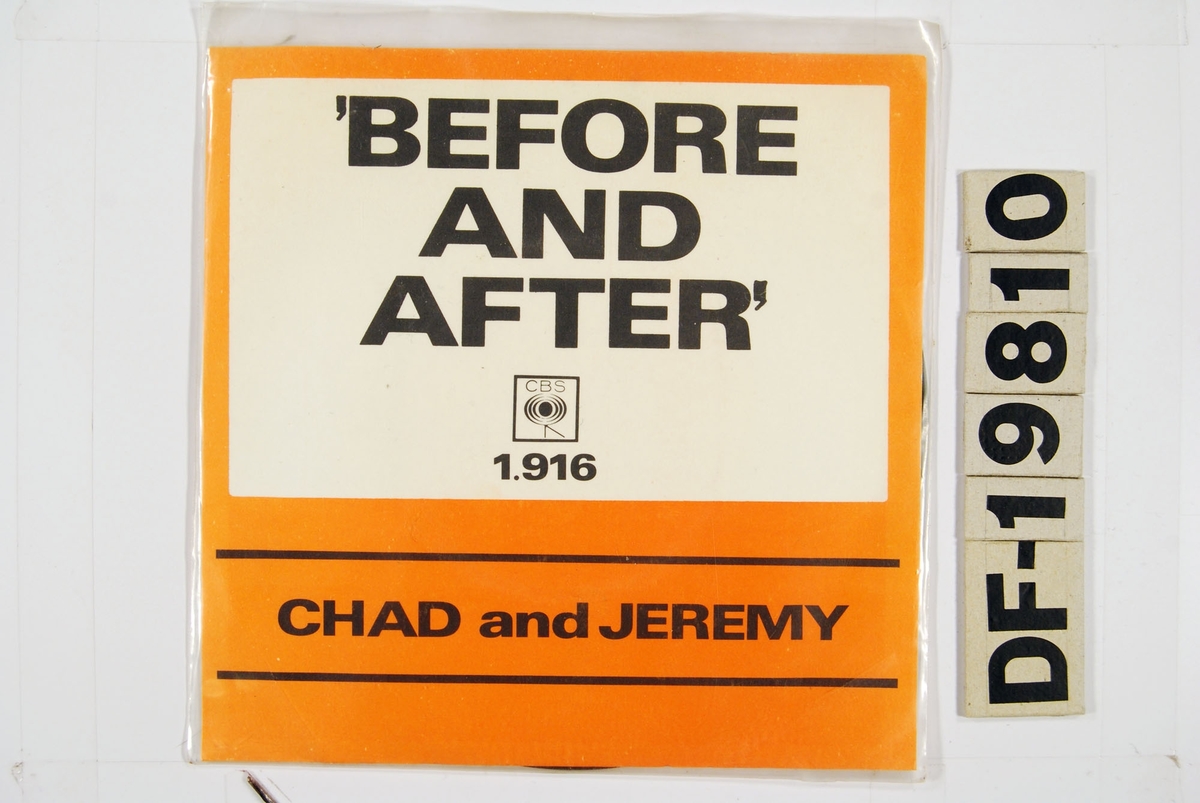 'BEFORE
AND
AFTER'
CBS
1.916
CHAD and JEREMY
DF-19810